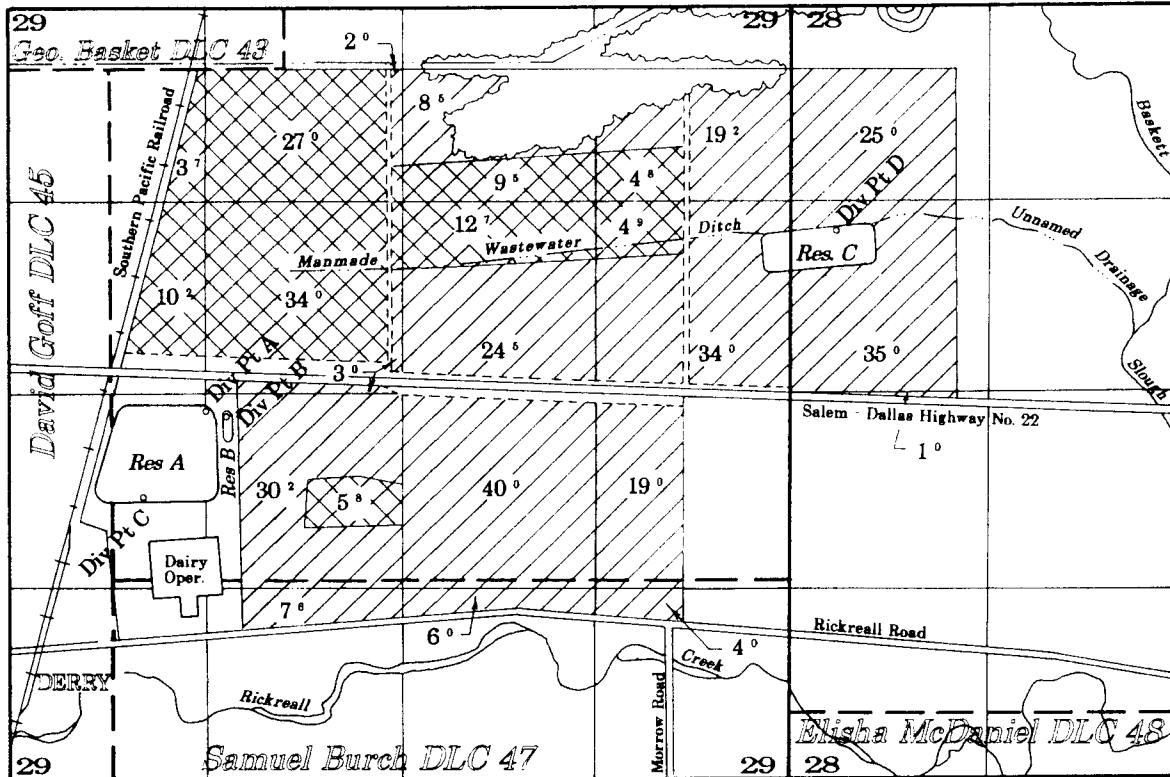 29
29
28
Geo. Basket DLC 43
2⁰
8⁵
27⁰
3⁷
19²
25⁰
Baskett
Southern Pacific Railroad
9⁵
4⁸
Div Pt D
12⁷
4⁹
Ditch
Unnamed
Manmade
Wastewater
Res. C
Drainage
David Goff DLC 45
10²
34⁰
24⁵
34⁰
35⁰
Slough
Div Pt A
3⁰
Div Pt B
Salem - Dallas Highway No. 22
1⁰
Res A
Res B
30²
5⁸
40⁰
19⁰
Div Pt C
Dairy
Oper.
7⁶
6⁰
4⁰
Rickreall Road
DERRY
Rickreall
Creek
Morrow Road
Samuel Burch DLC 47
Elisha McDaniel DLC 48
29
29
28